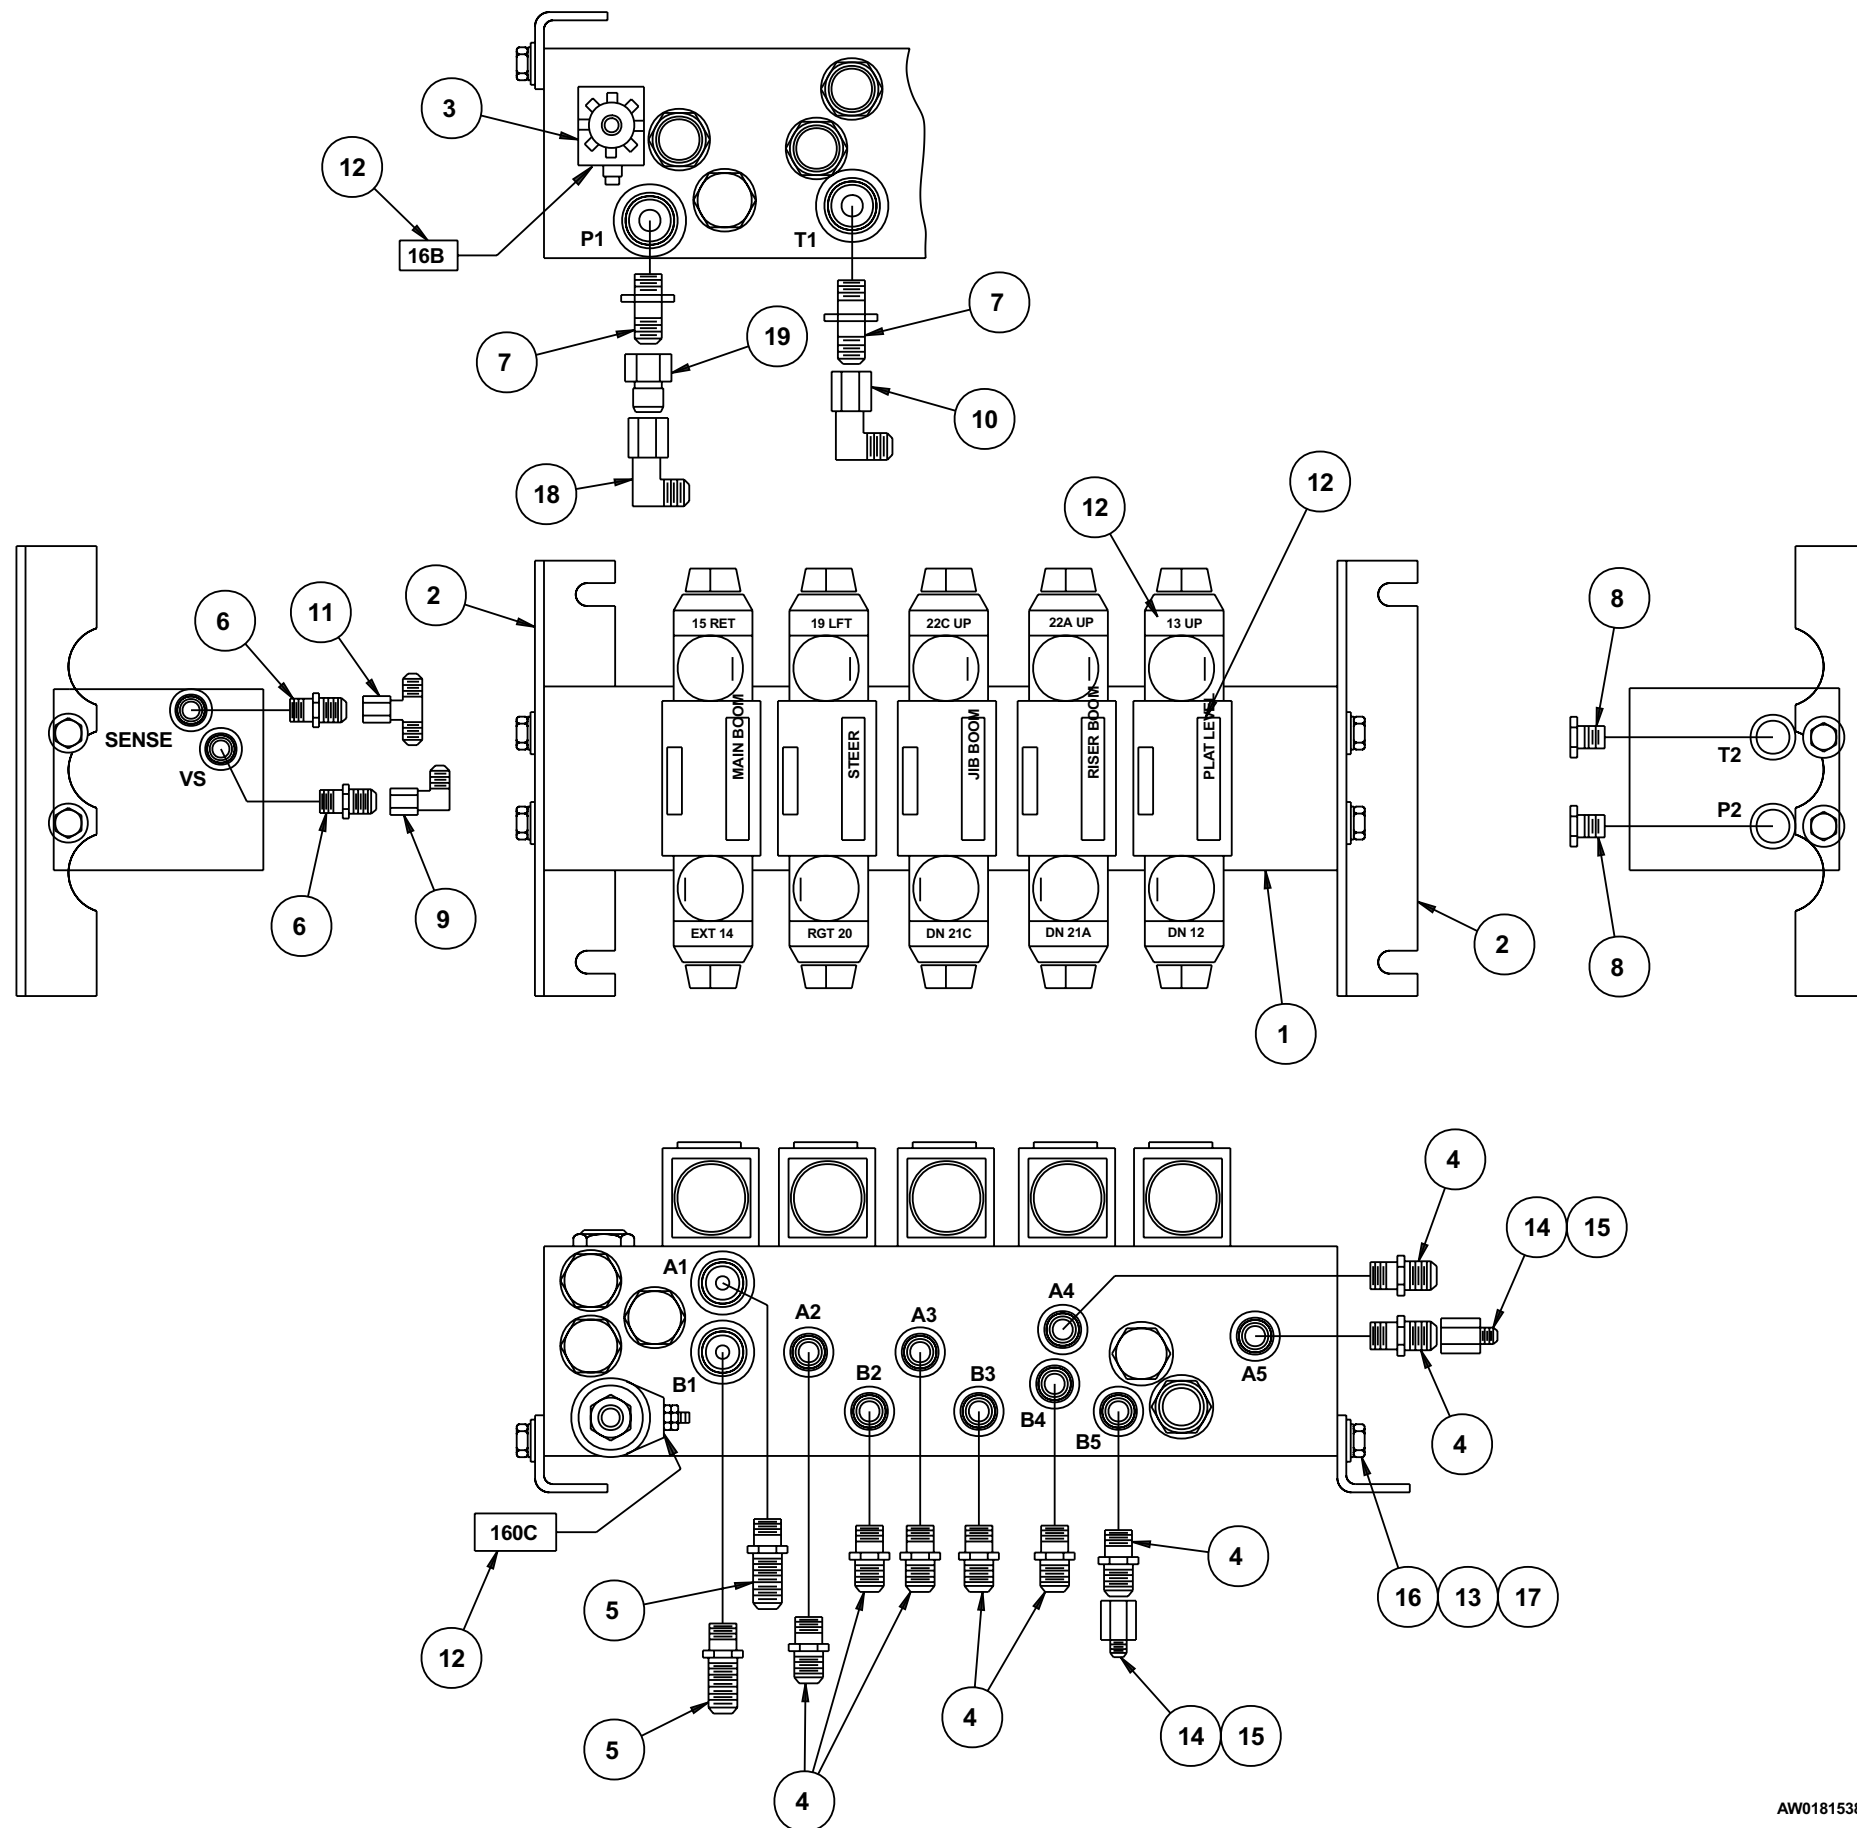 3
12
16B
P1
T1
7
7
19
10
18
12
12
2
6
11
8
15 RET
19 LFT
22C UP
22A UP
13 UP
SENSE
VS
MAIN BOOM
STEER
JIB BOOM
RISER BOOM
PLAT LEVEL
T2
P2
6
9
EXT 14
RGT 20
DN 21C
DN 21A
DN 12
2
8
1
4
14 15
A1
A2
A3
A4
A5
B1
B2
B3
B4
B5
4
160C
12
5
5
4
4
4
16 13 17
14 15
AW0181538